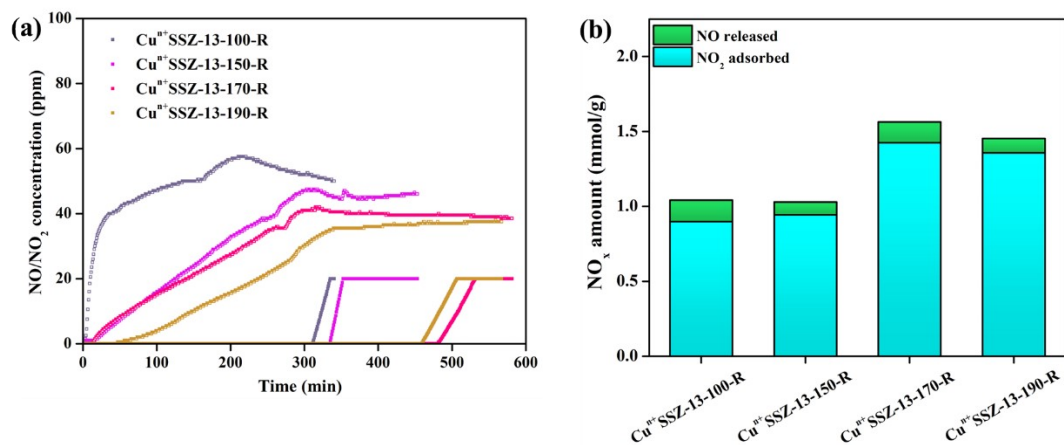 (a)
NO/NO₂ concentration (ppm)
100
80
60
40
20
0
Cuⁿ⁺SSZ-13-100-R
Cuⁿ⁺SSZ-13-150-R
Cuⁿ⁺SSZ-13-170-R
Cuⁿ⁺SSZ-13-190-R
0 100 200 300 400 500 600
Time (min)
(b)
NOₓ amount (mmol/g)
2.0
1.5
1.0
0.5
0.0
NO released
NO₂ adsorbed
Cuⁿ⁺SSZ-13-100-R
Cuⁿ⁺SSZ-13-150-R
Cuⁿ⁺SSZ-13-170-R
Cuⁿ⁺SSZ-13-190-R